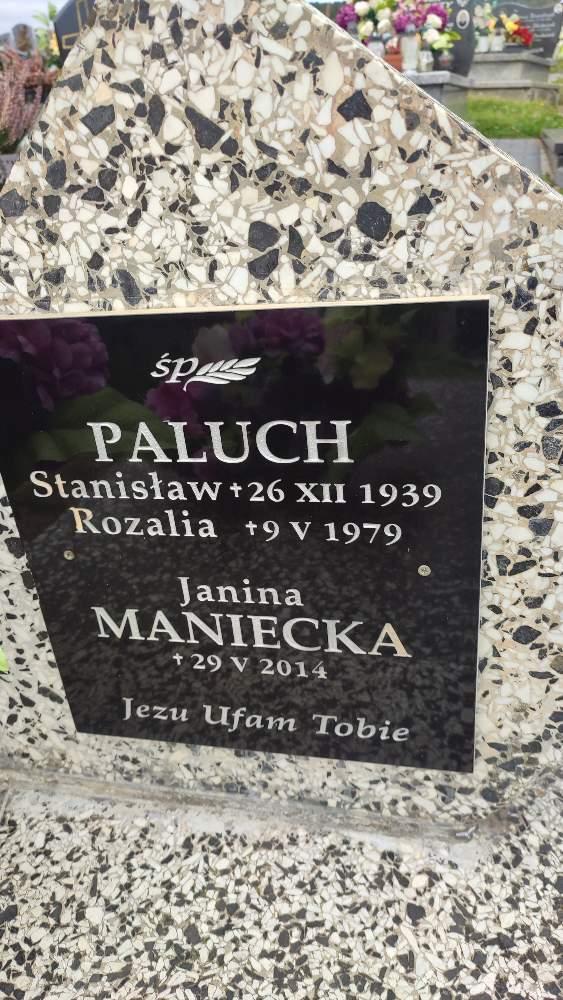 śp
PALUCH
Stanisław +26 XII 1939
Rozalia +9 V 1979
Janina
MANIECKA
+ 29 V 2014
Jezu Ufam Tobie